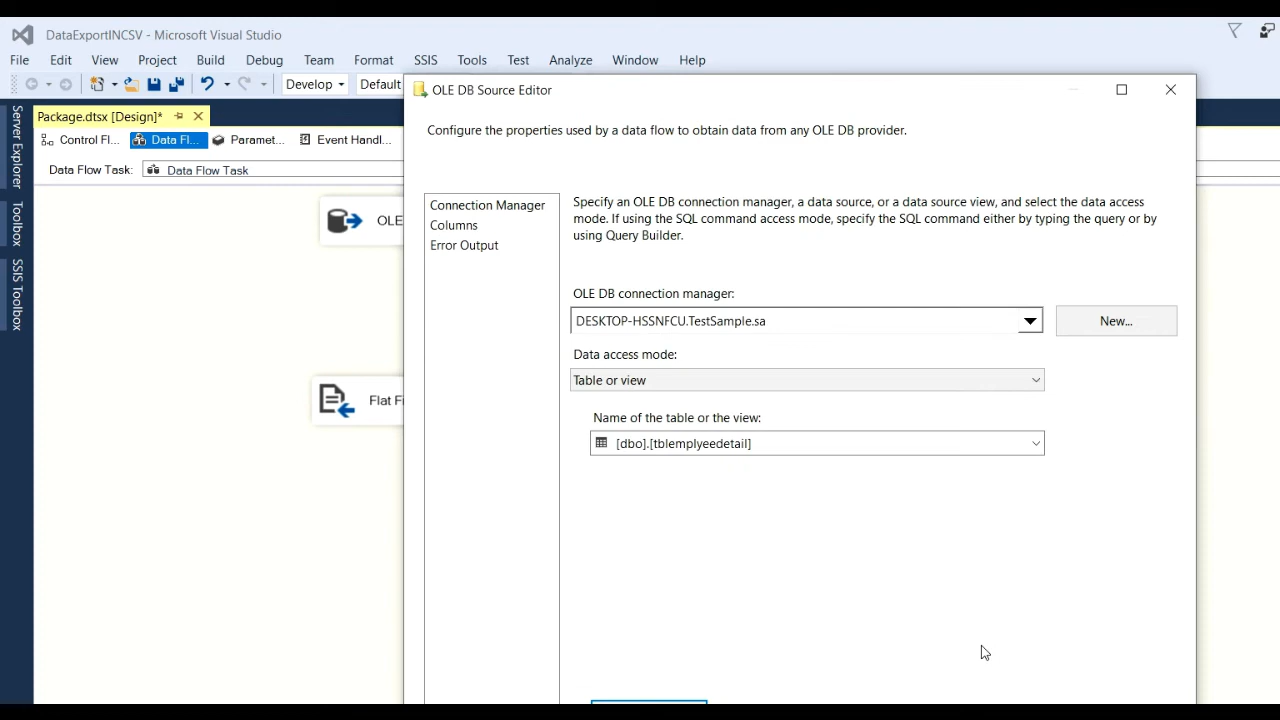 DataExportINCSV - Microsoft Visual Studio
File Edit View Project Build Debug Team Format SSIS Tools Test Analyze Window Help
Develop Default
OLE DB Source Editor
Package.dtsx [Design]*
Configure the properties used by a data flow to obtain data from any OLE DB provider.
Control Fl... Data Fl... Paramet... Event Handl...
Data Flow Task: Data Flow Task
Server Explorer
Toolbox
SSIS Toolbox
OLE
Flat Fi
Connection Manager
Columns
Error Output
Specify an OLE DB connection manager, a data source, or a data source view, and select the data access
mode. If using the SQL command access mode, specify the SQL command either by typing the query or by
using Query Builder.
OLE DB connection manager:
DESKTOP-HSSNFCU.TestSample.sa New...
Data access mode:
Table or view
Name of the table or the view:
[dbo].[tblemplyeedetail]